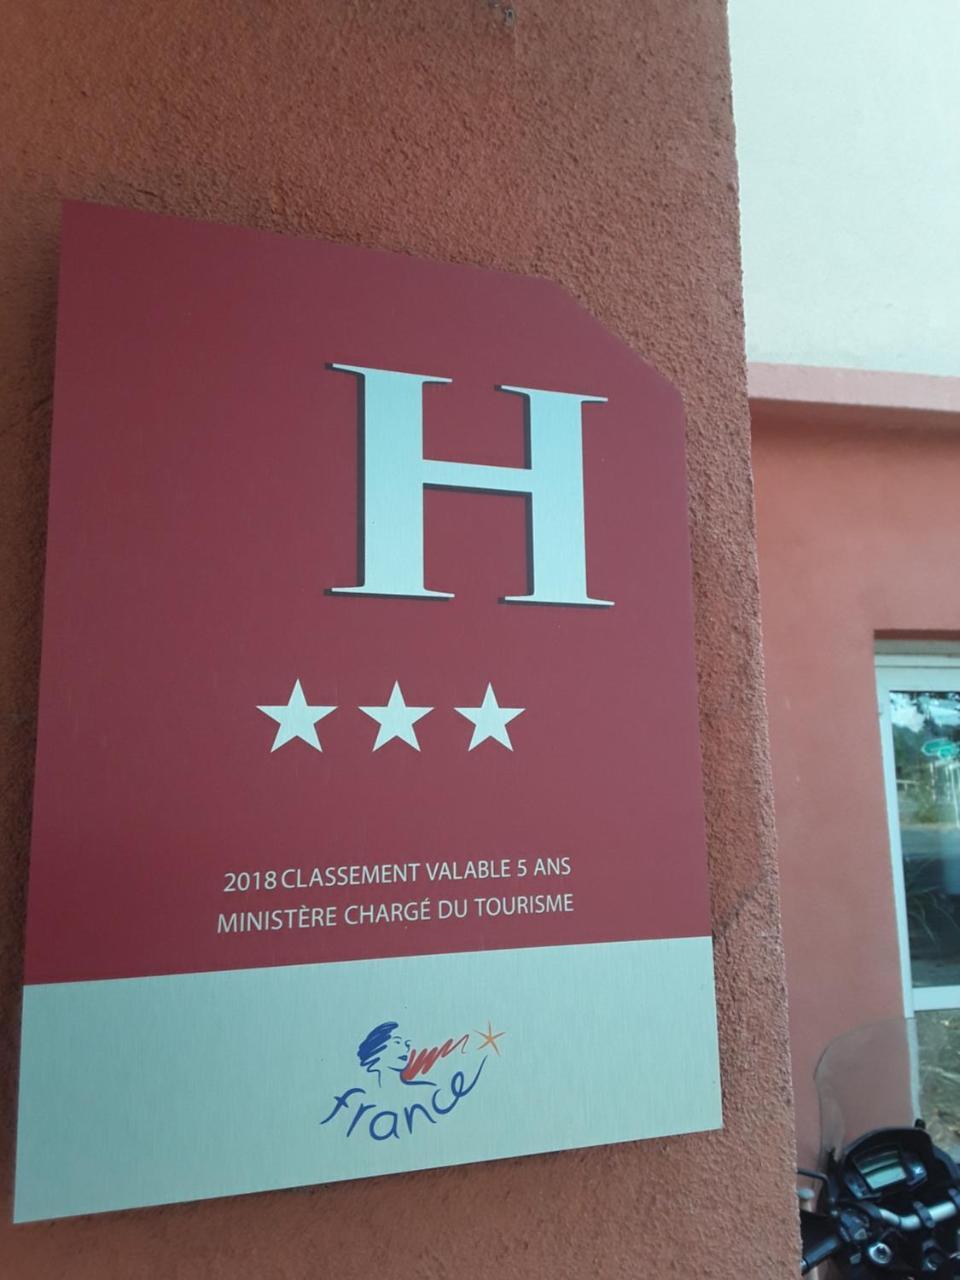 H
2018 CLASSEMENT VALABLE 5 ANS
MINISTÈRE CHARGÉ DU TOURISME
france